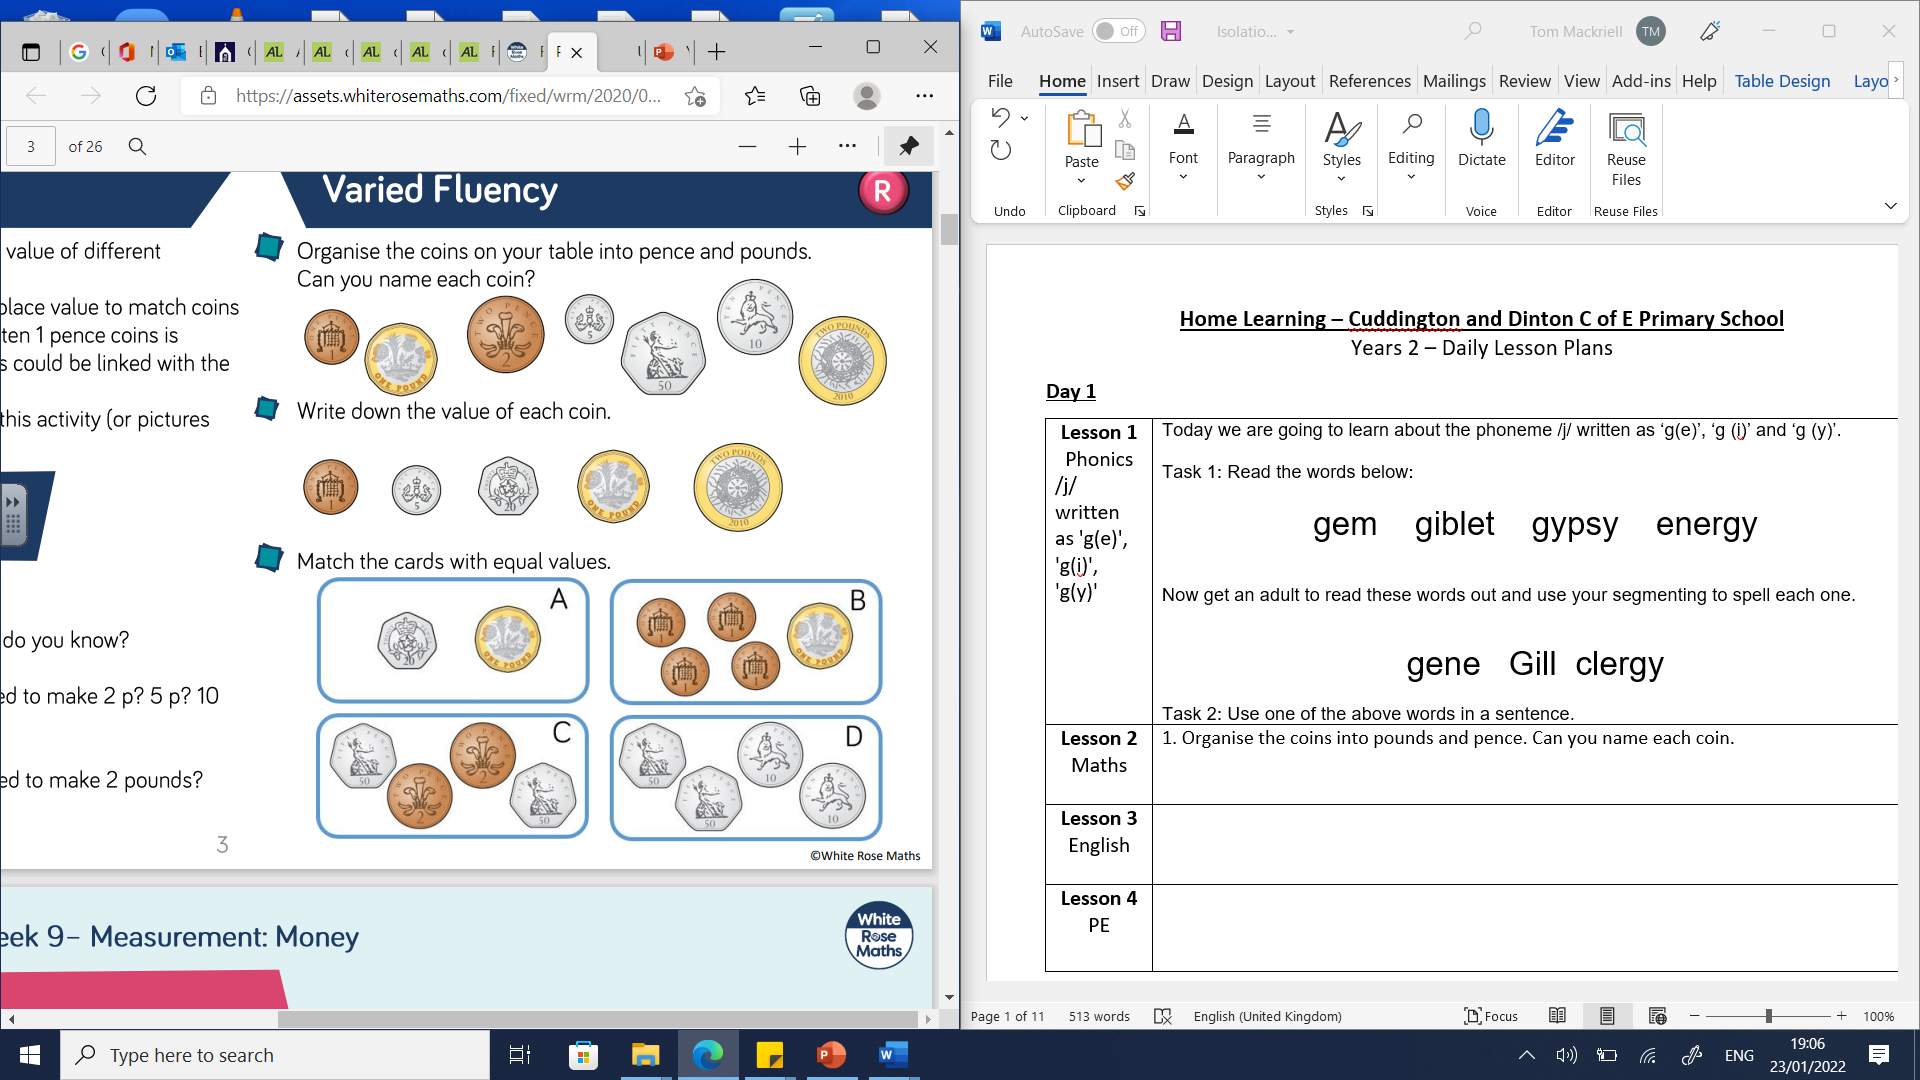 AutoSave
Off
Isolatio...
Tom Mackriell
TM
https://assets.whiterosemaths.com/fixed/wrm/2020/0...
3
of 26
File
Home
Insert
Draw
Design
Layout
References
Mailings
Review
View
Add-ins
Help
Table Design
Layo
Paste
Font
Paragraph
Styles
Editing
Dictate
Editor
Reuse
Files
Undo
Clipboard
Styles
Voice
Editor
Reuse Files
Varied Fluency
R
value of different
place value to match coins
ten 1 pence coins is
s could be linked with the
this activity (or pictures
do you know?
ed to make 2 p? 5 p? 10
ed to make 2 pounds?
3
Organise the coins on your table into pence and pounds.
Can you name each coin?
Write down the value of each coin.
Match the cards with equal values.
A
B
C
D
©White Rose Maths
eek 9– Measurement: Money
White
Rose
Maths
Home Learning – Cuddington and Dinton C of E Primary School
Years 2 – Daily Lesson Plans
Day 1
Lesson 1
Phonics
/j/
written
as 'g(e)',
'g(i)',
'g(y)'
Today we are going to learn about the phoneme /j/ written as ‘g(e)’, ‘g (i)’ and ‘g (y)’.
Task 1: Read the words below:
gem giblet gypsy energy
Now get an adult to read these words out and use your segmenting to spell each one.
gene Gill clergy
Task 2: Use one of the above words in a sentence.
Lesson 2
Maths
1. Organise the coins into pounds and pence. Can you name each coin.
Lesson 3
English
Lesson 4
PE
Page 1 of 11
513 words
English (United Kingdom)
Focus
100%
Type here to search
ENG
19:06
23/01/2022